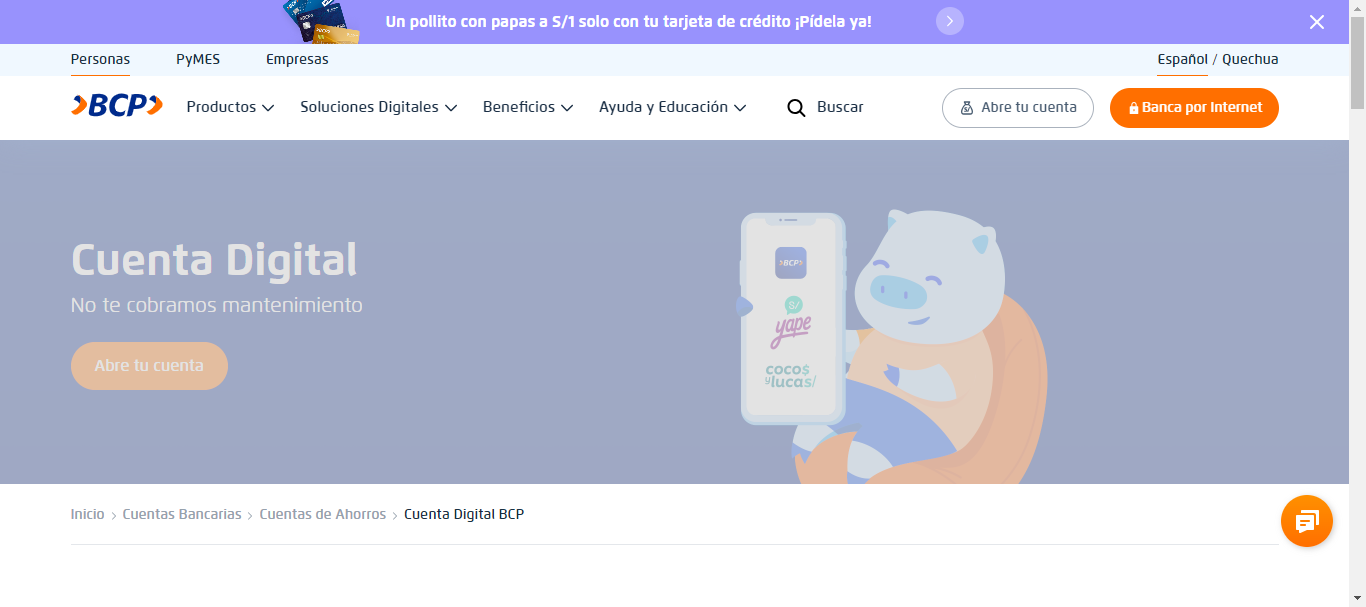 Un pollito con papas a S/1 solo con tu tarjeta de crédito ¡Pídela ya!
Personas PyMES Empresas Español / Quechua
BCP Productos Soluciones Digitales Beneficios Ayuda y Educación Buscar Abre tu cuenta Banca por Internet
Cuenta Digital
No te cobramos mantenimiento
Abre tu cuenta
BCP
S/
yape
coco$
y lucas/
Inicio > Cuentas Bancarias > Cuentas de Ahorros > Cuenta Digital BCP